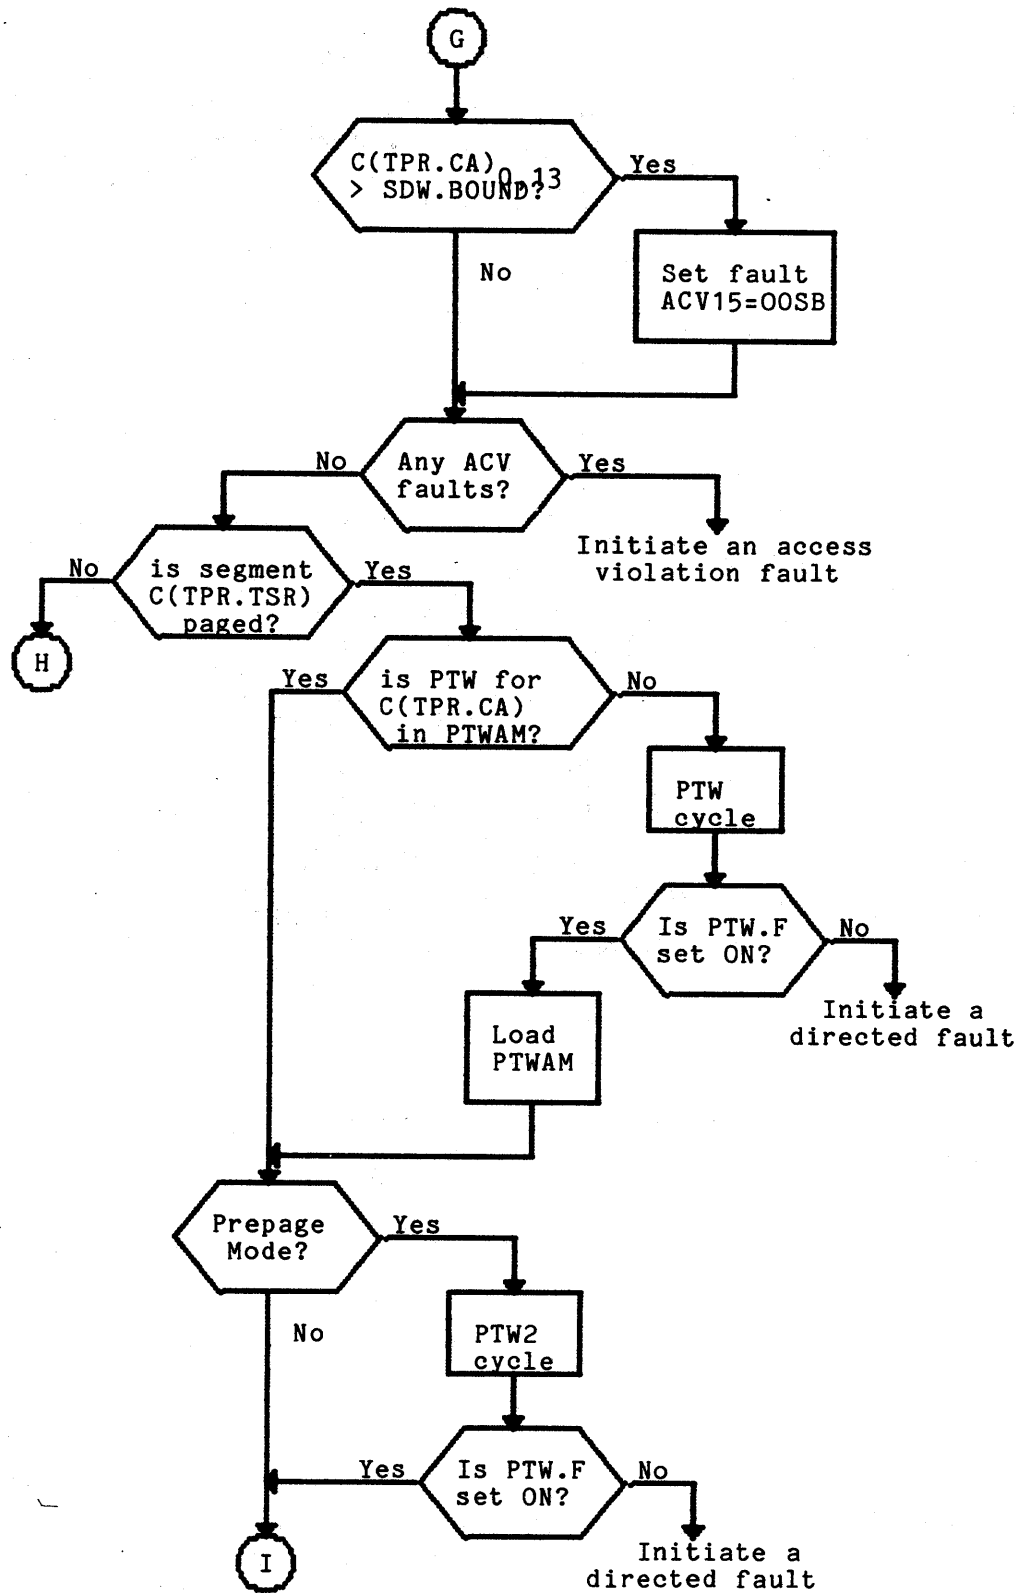 G
C(TPR.CA)0,13
> SDW.BOUND?
Yes
No
Set fault
ACV15=OOSB
Any ACV
faults?
No
Yes
Initiate an access
violation fault
is segment
C(TPR.TSR)
paged?
No
Yes
H
is PTW for
C(TPR.CA)
in PTWAM?
Yes
No
PTW
cycle
Is PTW.F
set ON?
Yes
No
Initiate a
directed fault
Load
PTWAM
Prepage
Mode?
Yes
No
PTW2
cycle
Is PTW.F
set ON?
Yes
No
Initiate a
directed fault
I